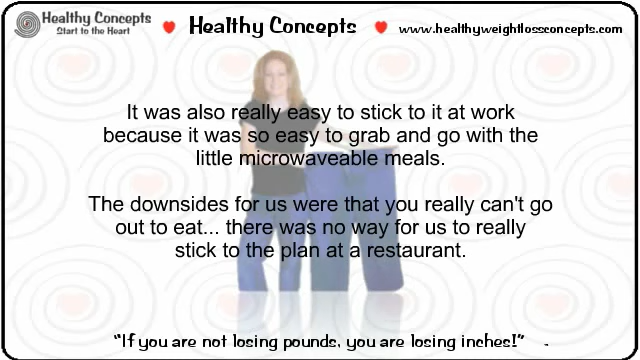 Healthy Concepts
Start to the Heart
Healthy Concepts
www.healthyweightlossconcepts.com
It was also really easy to stick to it at work
because it was so easy to grab and go with the
little microwaveable meals.
The downsides for us were that you really can't go
out to eat... there was no way for us to really
stick to the plan at a restaurant.
“If you are not losing pounds, you are losing inches!”